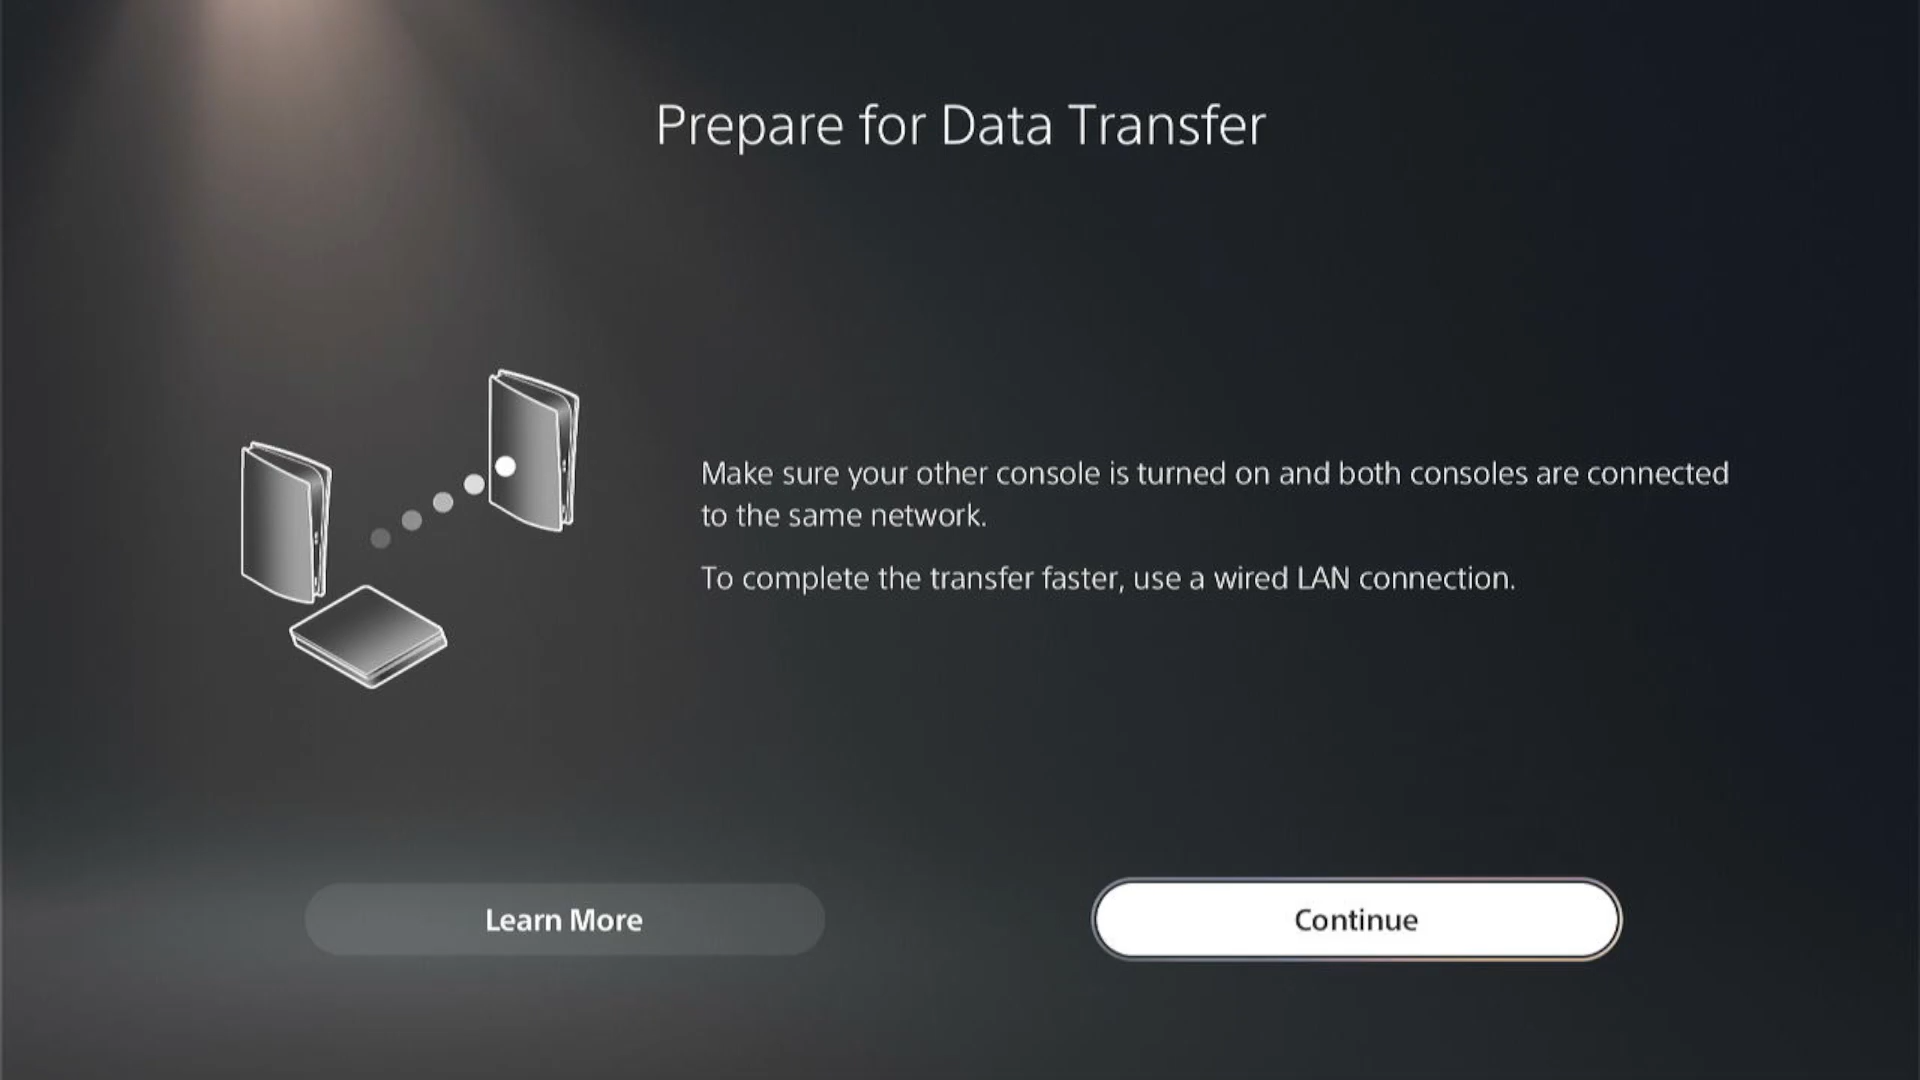 Prepare for Data Transfer
Make sure your other console is turned on and both consoles are connected
to the same network.
To complete the transfer faster, use a wired LAN connection.
Learn More
Continue